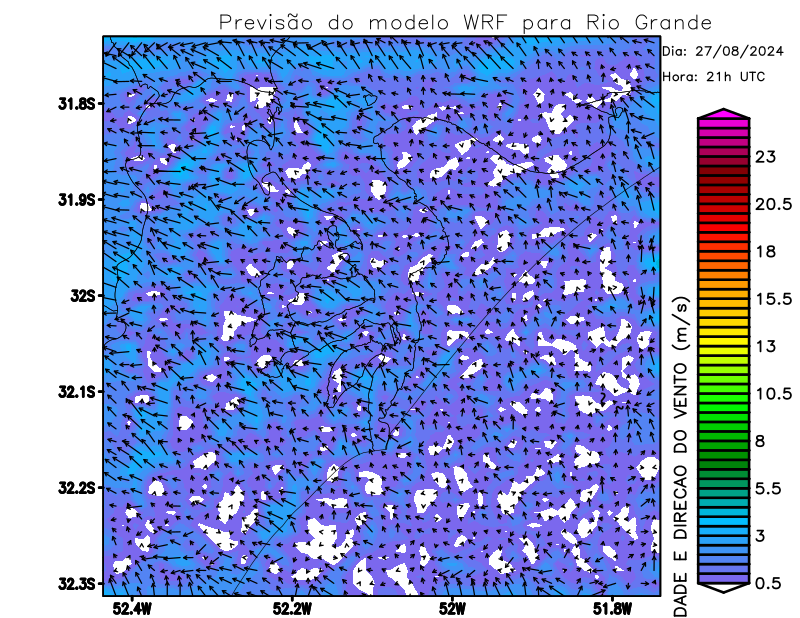 Previsão do modelo WRF para Rio Grande
Dia: 27/08/2024
Hora: 21h UTC
31.8S
31.9S
32S
32.1S
32.2S
32.3S
52.4W
52.2W
52W
51.8W
DADE E DIRECAO DO VENTO (m/s)
23
20.5
18
15.5
13
10.5
8
5.5
3
0.5